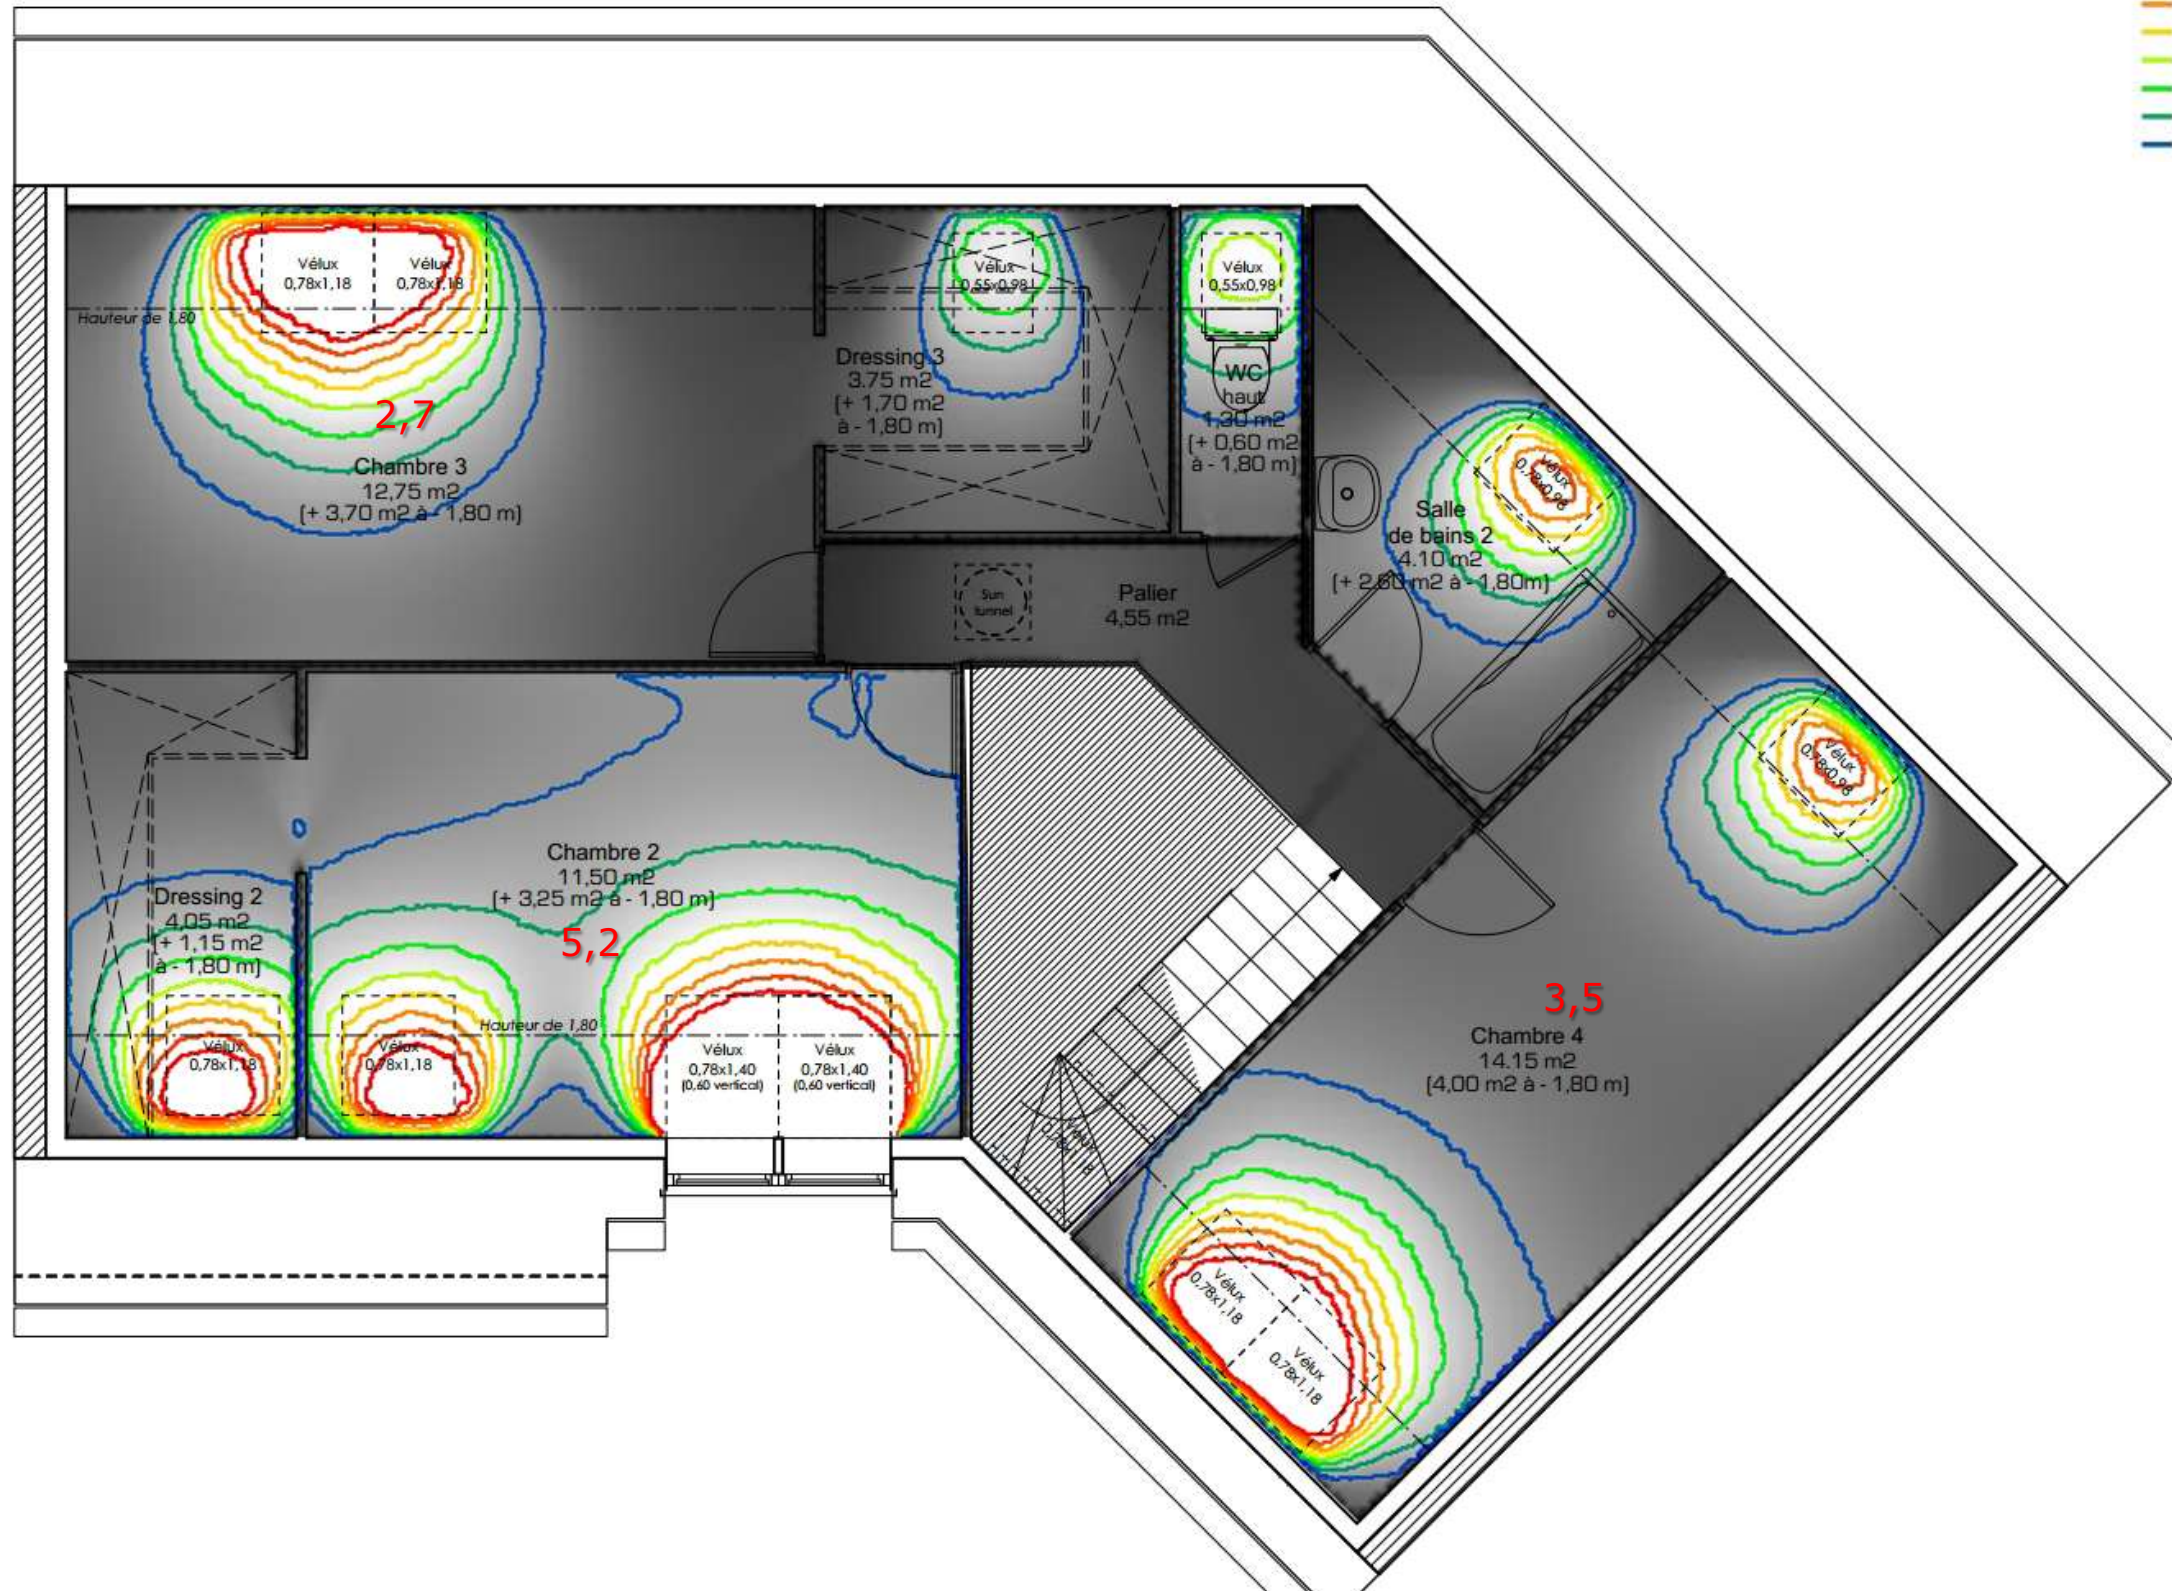 Vélux
0,78x1,18
Vélux
0,78x1,18
Hauteur de 1.80
2,7
Chambre 3
12,75 m2
(+ 3,70 m2 à - 1,80 m)
Vélux
0,55x0,98
Dressing 3
3.75 m2
(+ 1,70 m2
à - 1,80 m)
Vélux
0,55x0,98
WC
haut
1,30 m2
(+ 0,60 m2
à - 1,80 m)
Vélux
0,78x0,98
Salle
de bains 2
4.10 m2
(+ 2,60 m2 à - 1,80m)
Sun
tunnel
Palier
4,55 m2
Vélux
0,78x0,98
Chambre 2
11,50 m2
(+ 3,25 m2 à - 1,80 m)
5,2
Dressing 2
4,05 m2
(+ 1,15 m2
à - 1,80 m)
Hauteur de 1,80
Vélux
0,78x1,18
Vélux
0,78x1,18
Vélux
0,78x1,40
(0,60 vertical)
Vélux
0,78x1,40
(0,60 vertical)
3,5
Chambre 4
14.15 m2
(4,00 m2 à - 1,80 m)
Vélux
0,78x1,18
Vélux
0,78x1,18
Vélux
0,78x1,18